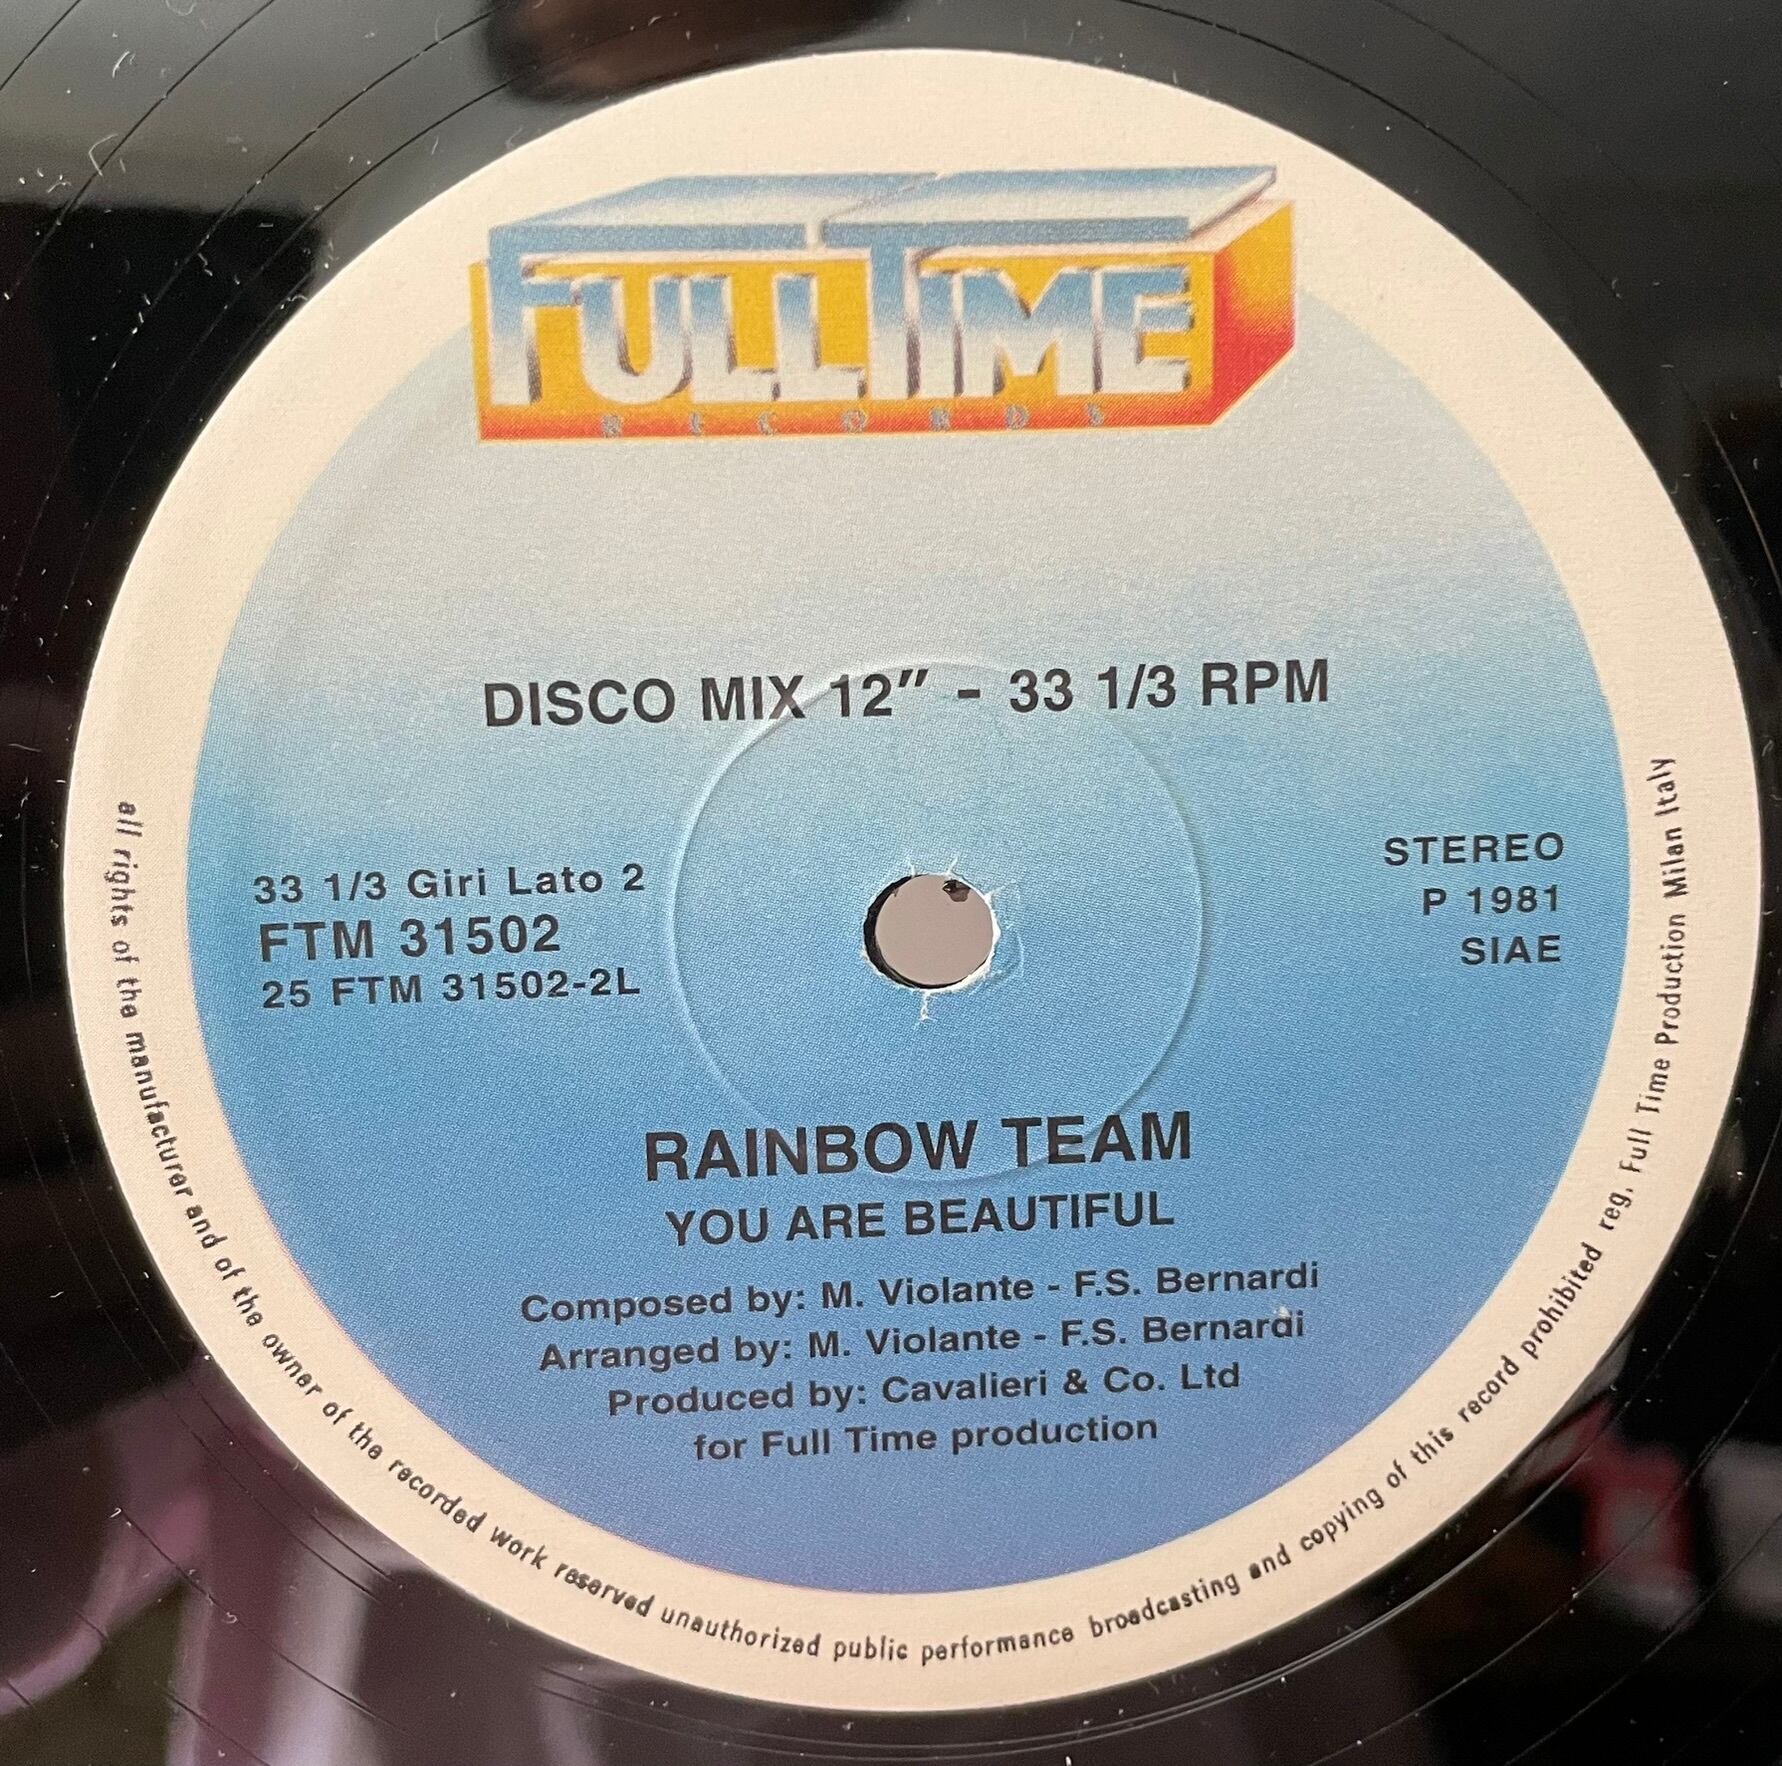 FULL TIME
RECORDS
DISCO MIX 12" - 33 1/3 RPM
33 1/3 Giri Lato 2
FTM 31502
25 FTM 31502-2L
STEREO
P 1981
SIAE
RAINBOW TEAM
YOU ARE BEAUTIFUL
Composed by: M. Violante - F.S. Bernardi
Arranged by: M. Violante - F.S. Bernardi
Produced by: Cavalieri & Co. Ltd
for Full Time production
all rights of the manufacturer and of the owner of the recorded work reserved unauthorized public performance broadcasting and copying of this record prohibited reg. Full Time Production Milan Italy